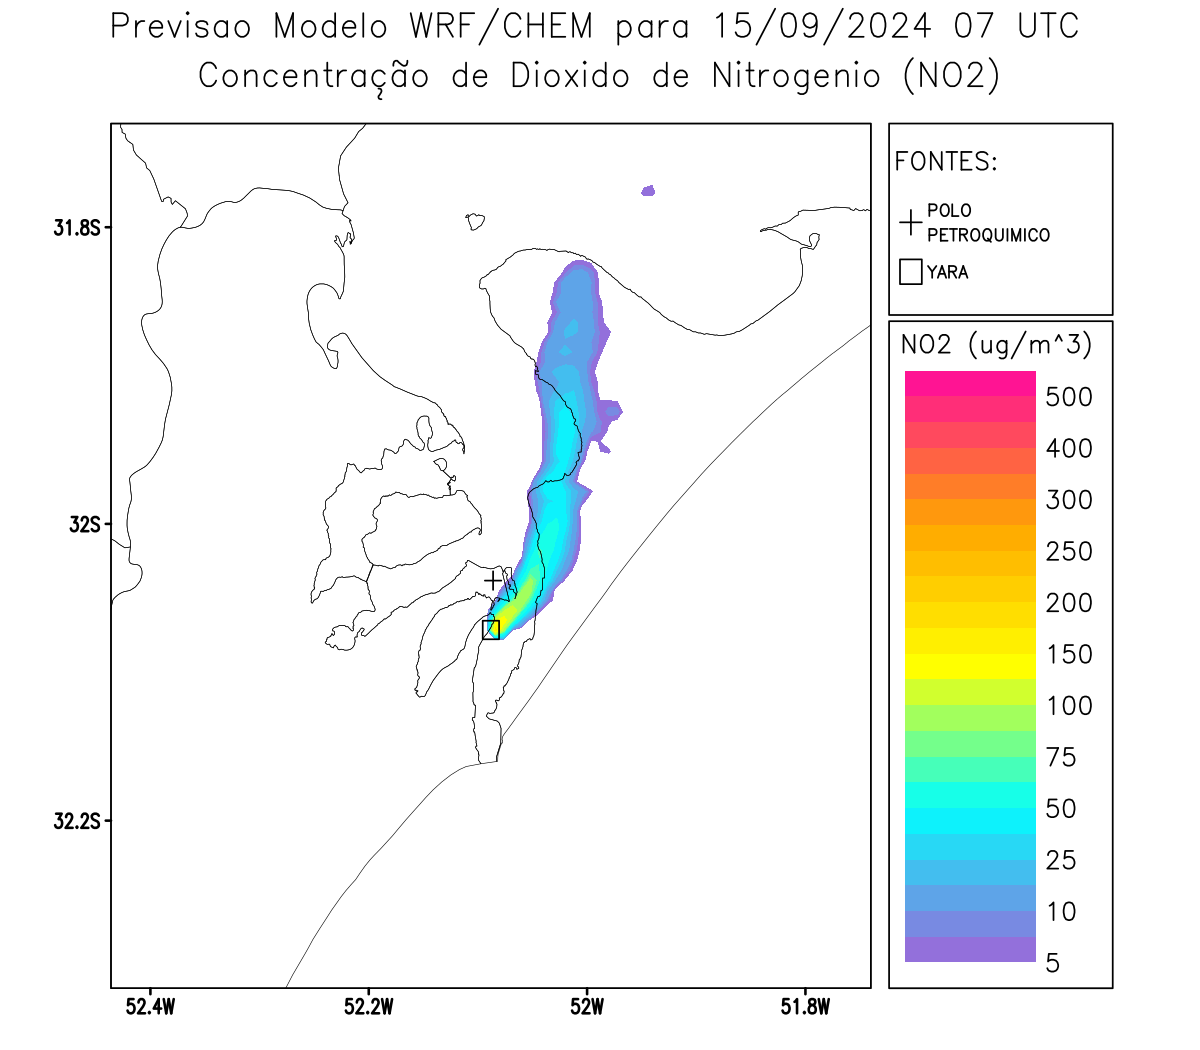 Previsao Modelo WRF/CHEM para 15/09/2024 07 UTC
Concentração de Dioxido de Nitrogenio (NO2)
FONTES:
POLO
PETROQUIMICO
YARA
NO2 (ug/m^3)
500
400
300
250
200
150
100
75
50
25
10
5
31.8S
32S
32.2S
52.4W
52.2W
52W
51.8W